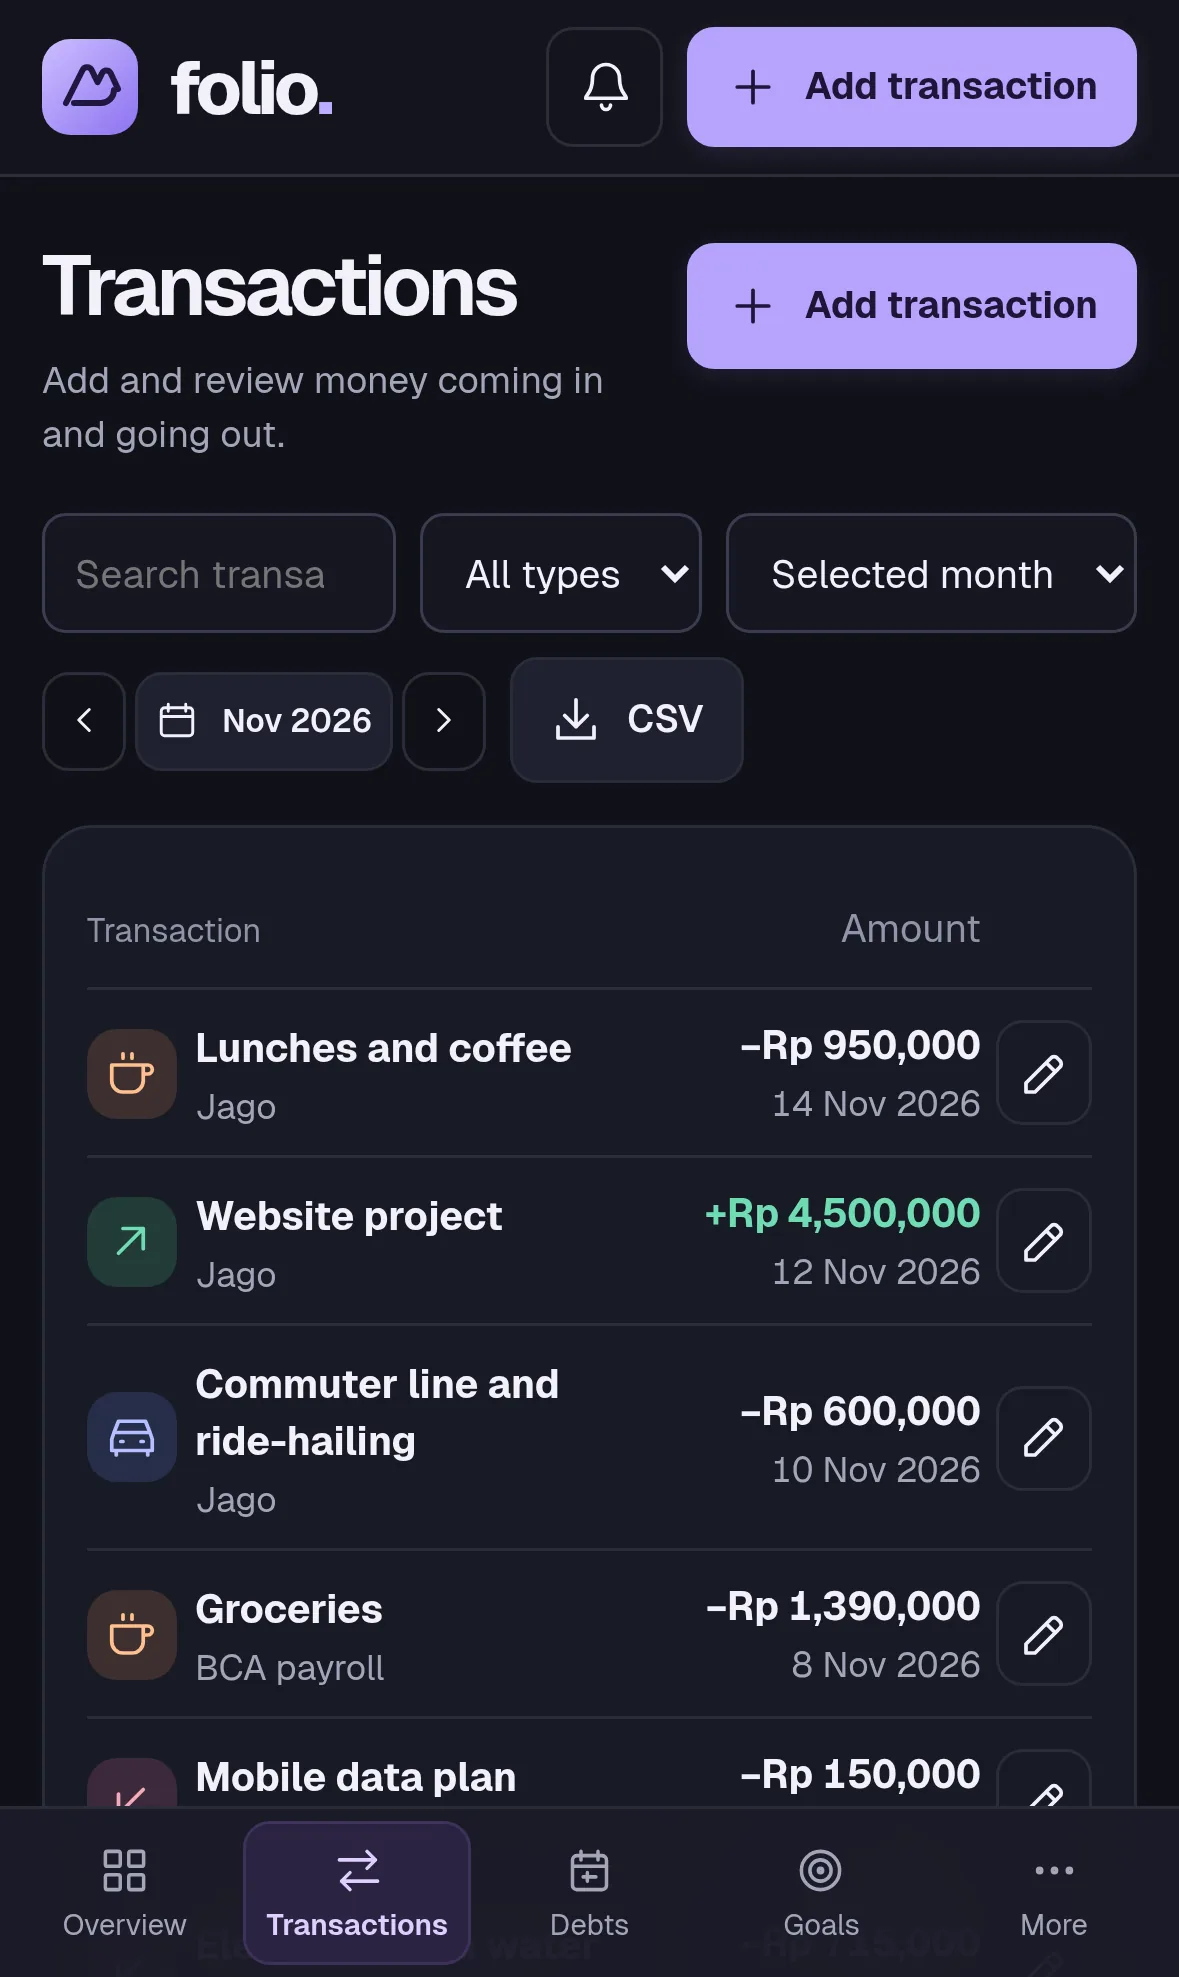 folio.
Add transaction
Transactions
Add transaction
Add and review money coming in
and going out.
Search transa
All types
Selected month
Nov 2026
CSV
Transaction
Amount
Lunches and coffee
−Rp 950,000
Jago
14 Nov 2026
Website project
+Rp 4,500,000
Jago
12 Nov 2026
Commuter line and
ride-hailing
−Rp 600,000
Jago
10 Nov 2026
Groceries
−Rp 1,390,000
BCA payroll
8 Nov 2026
Mobile data plan
−Rp 150,000
Overview
Transactions
Debts
Goals
More
water